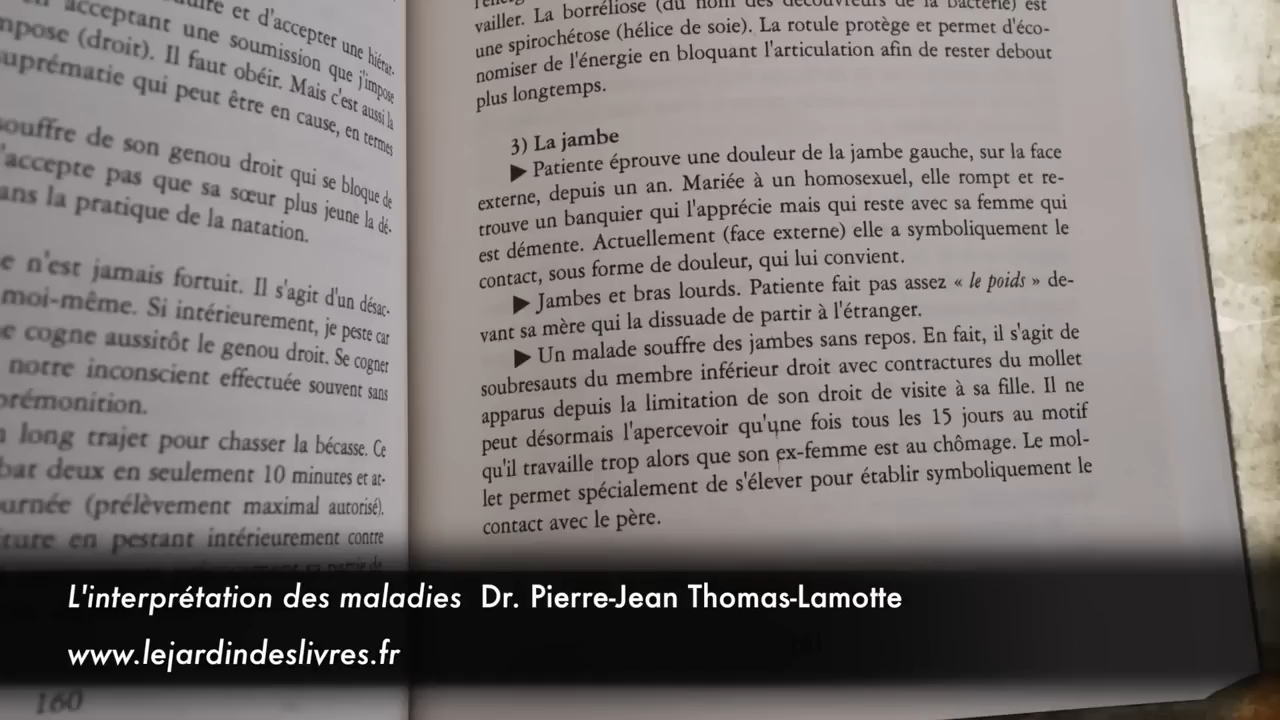 et d'accepter une hiérar-
acceptant une soumission que j'impose
(droit). Il faut obéir. Mais c'est aussi la
qui peut être en cause, en termes
souffre de son genou droit qui se bloque de
pas que sa sœur plus jeune la dé-
dans la pratique de la natation.
n'est jamais fortuit. Il s'agit d'un désac-
moi-même. Si intérieurement, je peste car
cogne aussitôt le genou droit. Se cogner
notre inconscient effectuée souvent sans
prémonition.
long trajet pour chasser la bécasse. Ce
deux en seulement 10 minutes et at-
(prélèvement maximal autorisé).
en pestant intérieurement contre
160
vailler. La borréliose (du nom des découvreurs de la bactérie) est
une spirochétose (hélice de soie). La rotule protège et permet d'éco-
nomiser de l'énergie en bloquant l'articulation afin de rester debout
plus longtemps.
3) La jambe
▶ Patiente éprouve une douleur de la jambe gauche, sur la face
externe, depuis un an. Mariée à un homosexuel, elle rompt et re-
trouve un banquier qui l'apprécie mais qui reste avec sa femme qui
est démente. Actuellement (face externe) elle a symboliquement le
contact, sous forme de douleur, qui lui convient.
▶ Jambes et bras lourds. Patiente fait pas assez « le poids » de-
vant sa mère qui la dissuade de partir à l'étranger.
▶ Un malade souffre des jambes sans repos. En fait, il s'agit de
soubresauts du membre inférieur droit avec contractures du mollet
apparus depuis la limitation de son droit de visite à sa fille. Il ne
peut désormais l'apercevoir qu'une fois tous les 15 jours au motif
qu'il travaille trop alors que son ex-femme est au chômage. Le mol-
let permet spécialement de s'élever pour établir symboliquement le
contact avec le père.
L'interprétation des maladies Dr. Pierre-Jean Thomas-Lamotte
www.lejardindeslivres.fr